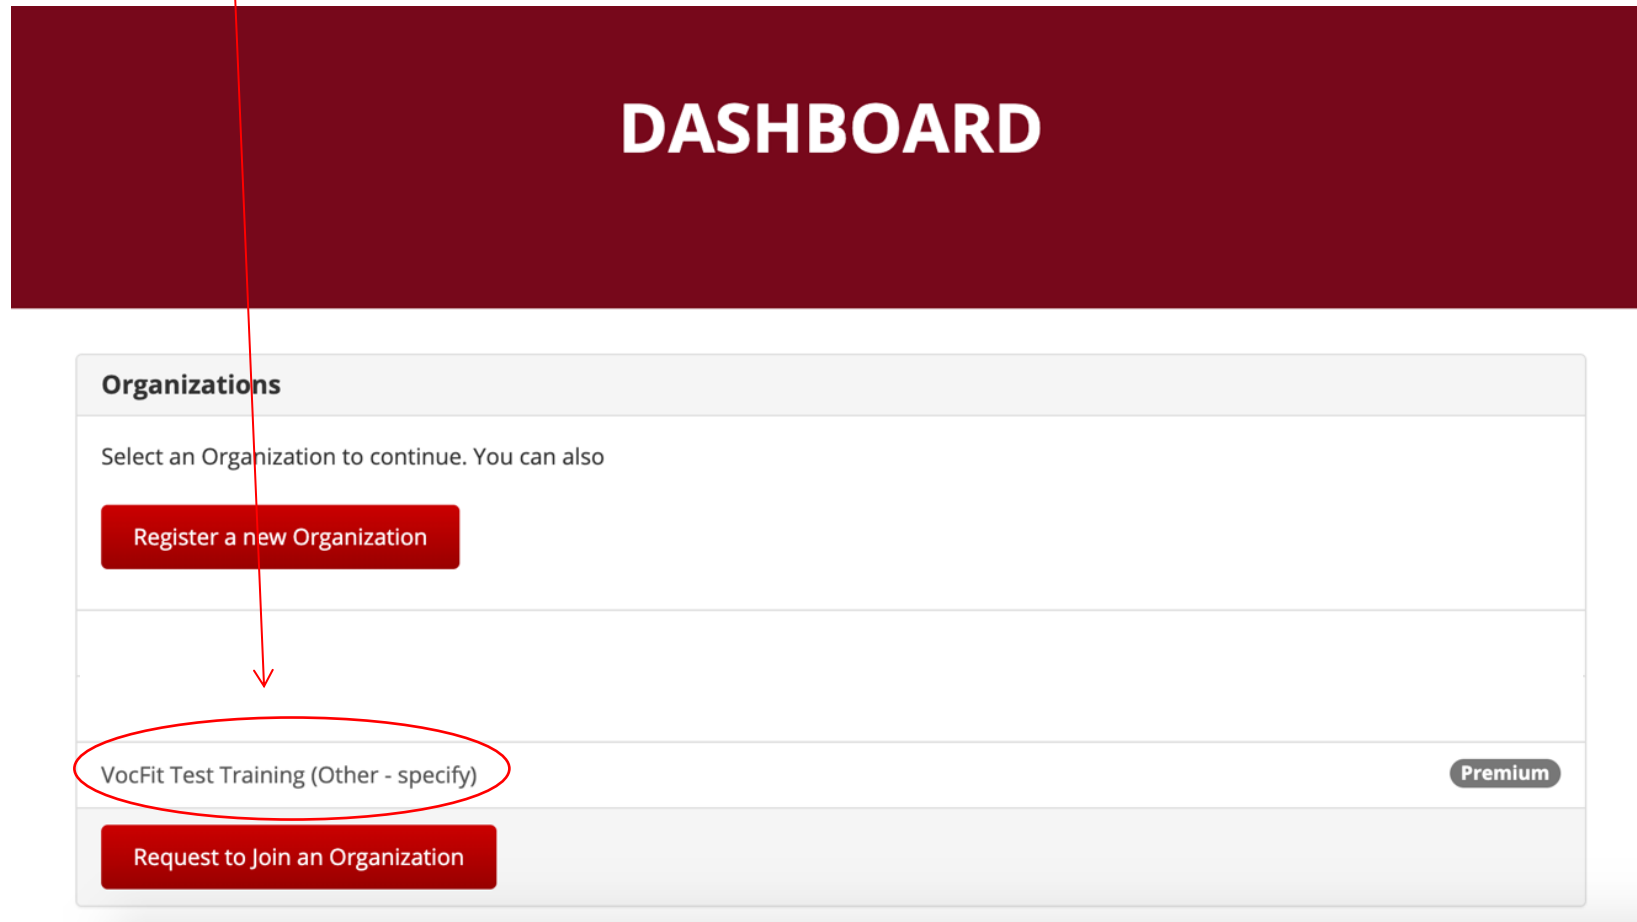 DASHBOARD
Organizations
Select an Organization to continue. You can also
Register a new Organization
VocFit Test Training (Other - specify)
Premium
Request to Join an Organization